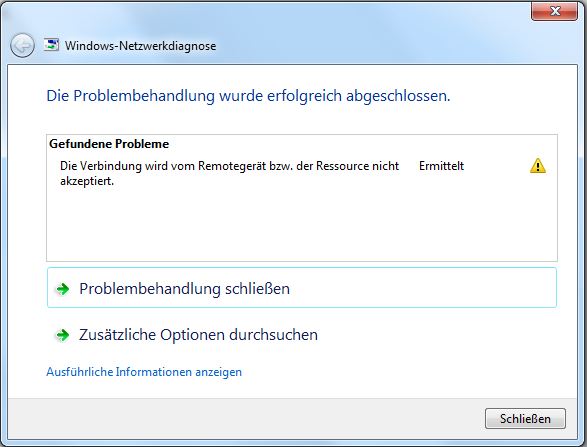 Windows-Netzwerkdiagnose
Die Problembehandlung wurde erfolgreich abgeschlossen.
Gefundene Probleme
Die Verbindung wird vom Remotegerät bzw. der Ressource nicht Ermittelt
akzeptiert.
Problembehandlung schließen
Zusätzliche Optionen durchsuchen
Ausführliche Informationen anzeigen
Schließen